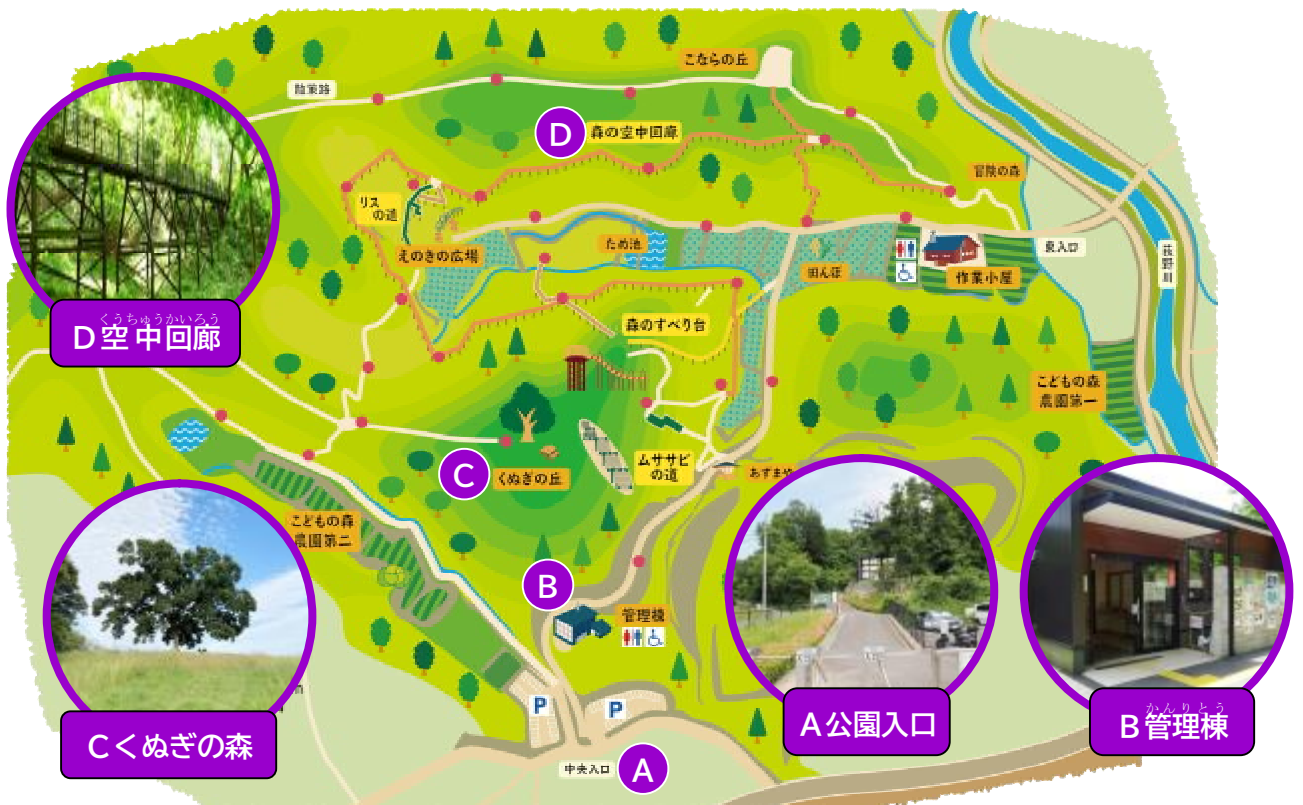 こならの丘
散策路
D
森の空中回廊
冒険の森
リス
の道
えのきの広場
ため池
田んぼ
作業小屋
東入口
くうちゅうかいろう
D空中回廊
森のすべり台
こどもの森
農園第一
C
くぬぎの丘
ムササビ
の道
あずまや
こどもの森
農園第二
B
管理棟
P
P
Cくぬぎの森
A公園入口
かんりとう
B管理棟
中央入口
A